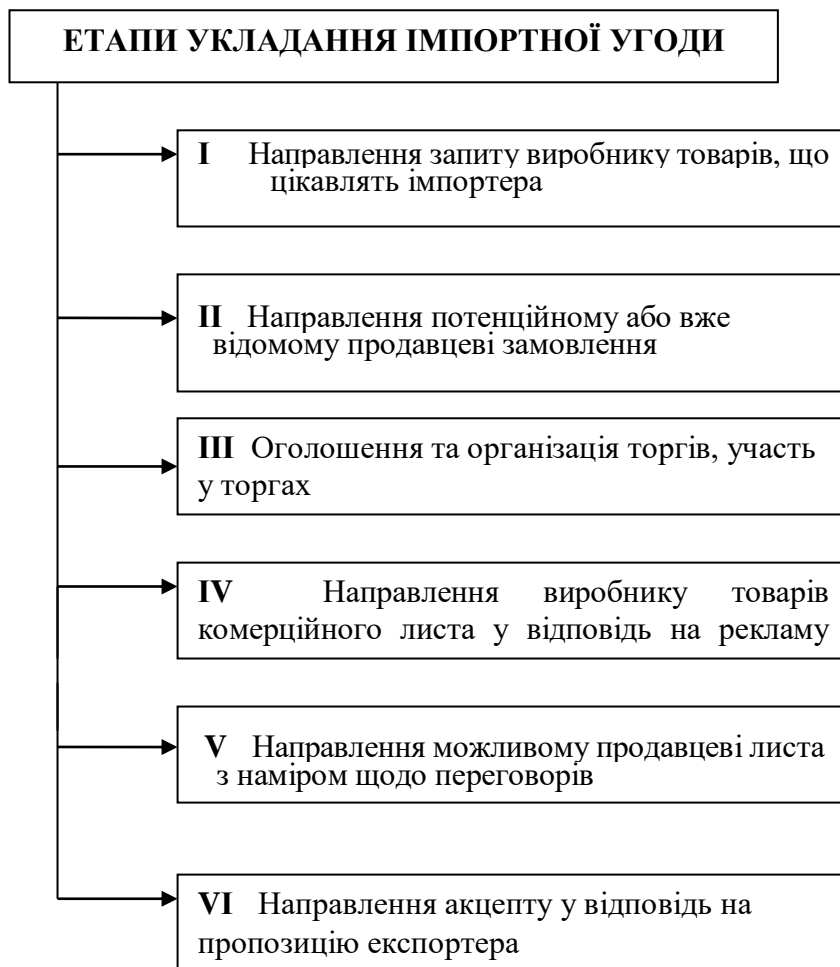 ЕТАПИ УКЛАДАННЯ ІМПОРТНОЇ УГОДИ
I Направлення запиту виробнику товарів, що
цікавлять імпортера
II Направлення потенційному або вже
відомому продавцеві замовлення
III Оголошення та організація торгів, участь
у торгах
IV Направлення виробнику товарів
комерційного листа у відповідь на рекламу
V Направлення можливому продавцеві листа
з наміром щодо переговорів
VI Направлення акцепту у відповідь на
пропозицію експортера